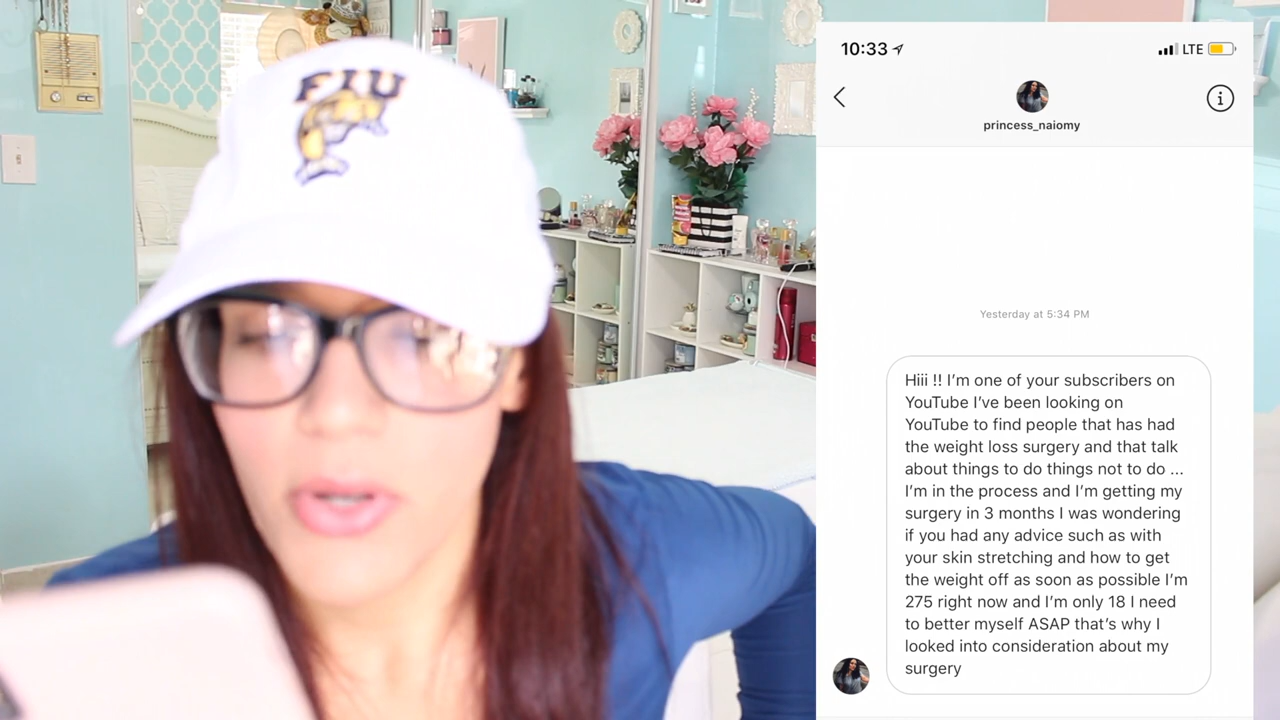 FIU
10:33
LTE
princess_naiomy
Yesterday at 5:34 PM
Hiii !! I’m one of your subscribers on
YouTube I’ve been looking on
YouTube to find people that has had
the weight loss surgery and that talk
about things to do things not to do ...
I’m in the process and I’m getting my
surgery in 3 months I was wondering
if you had any advice such as with
your skin stretching and how to get
the weight off as soon as possible I’m
275 right now and I’m only 18 I need
to better myself ASAP that’s why I
looked into consideration about my
surgery